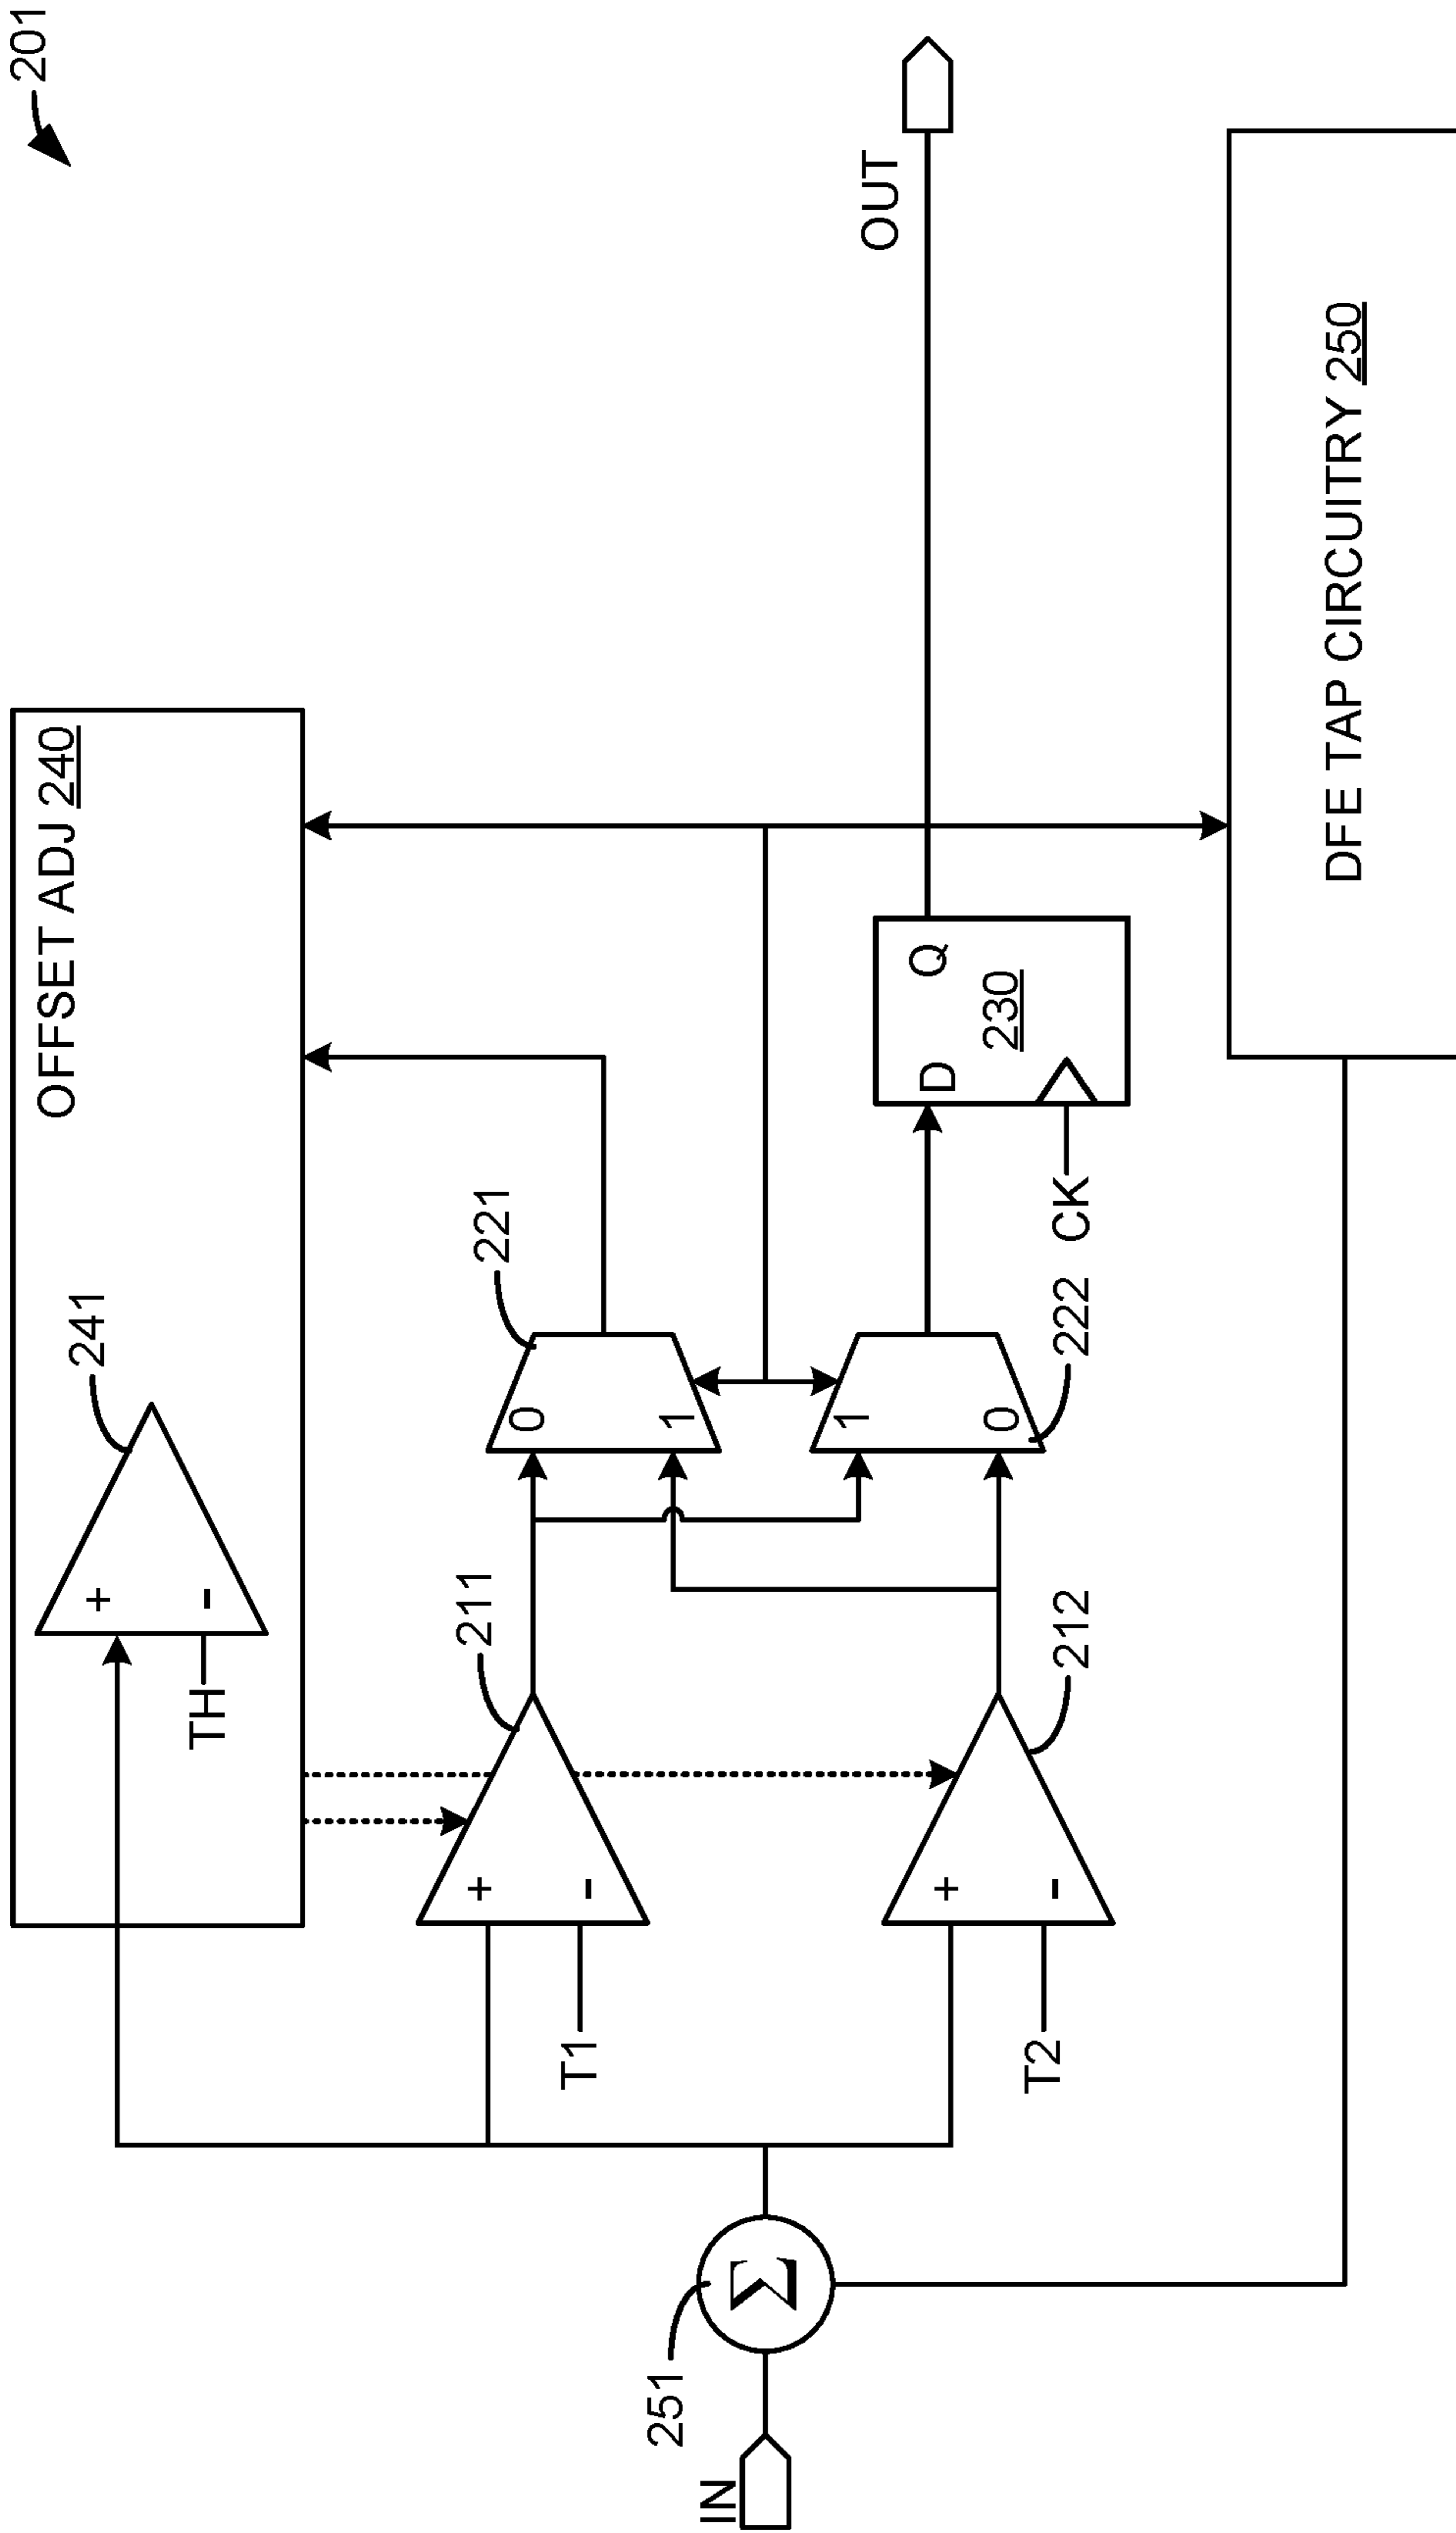 201
OFFSET ADJ 240
241
+
-
TH
211
+
-
T1
212
+
-
T2
221
0
1
1
0
222
D
Q
230
CK
OUT
IN
251
Σ
DFE TAP CIRCUITRY 250